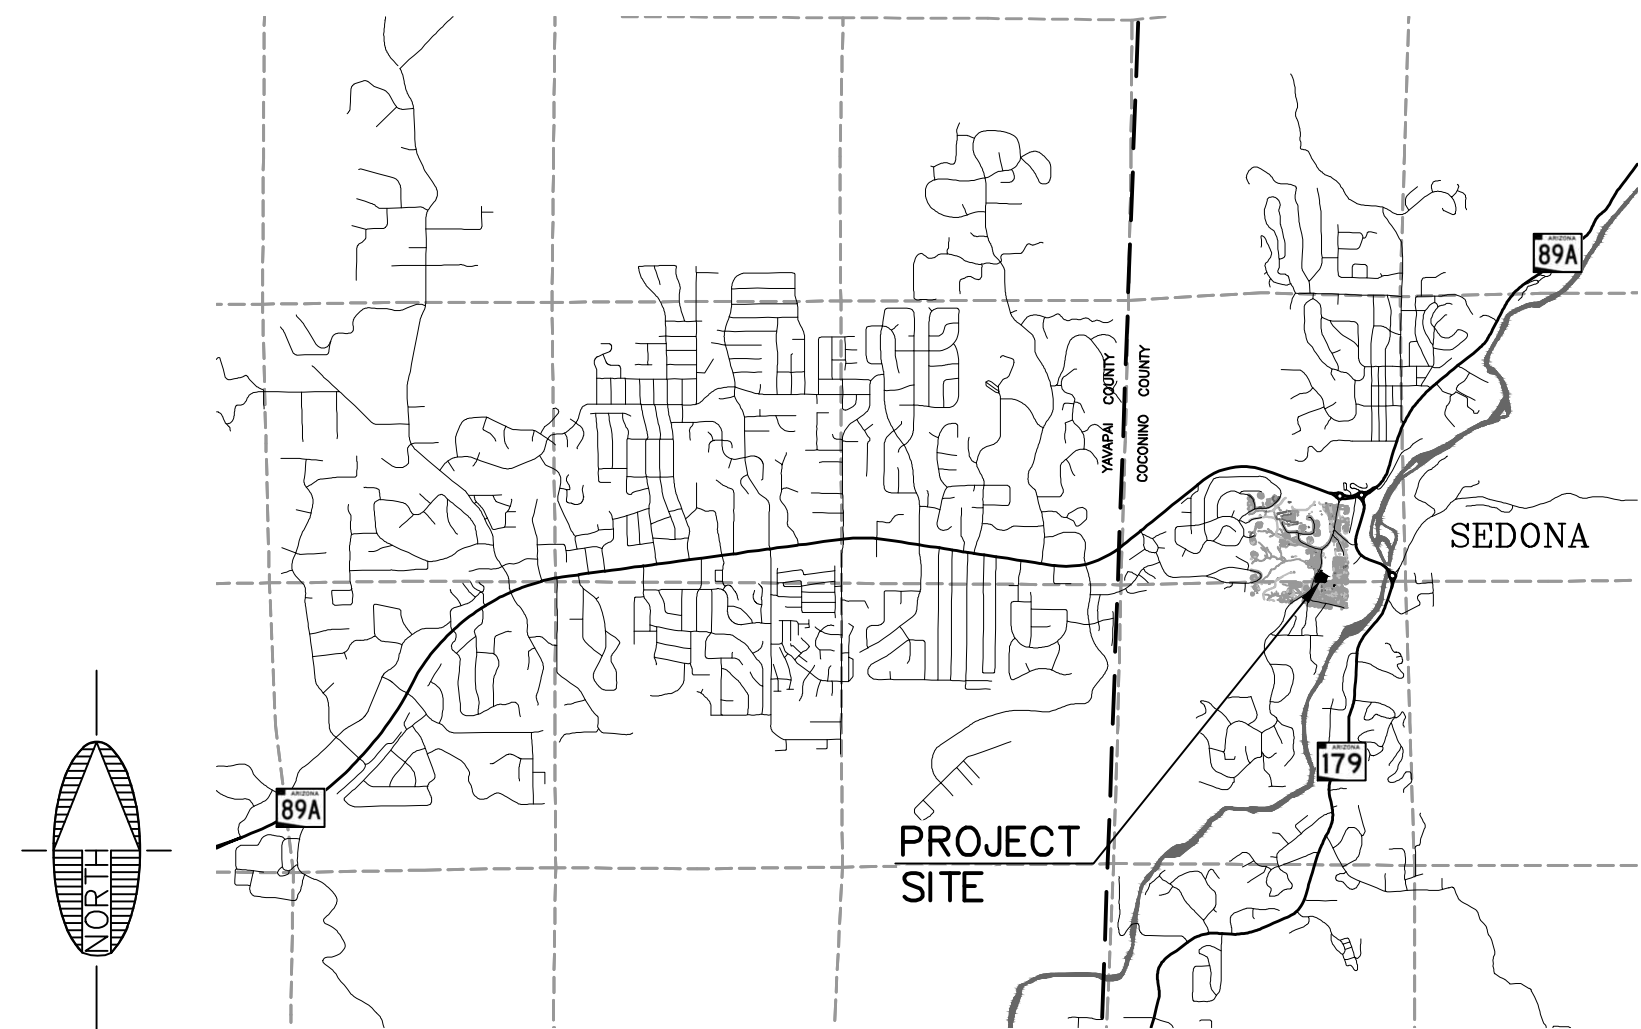 ARIZONA
89A
YAVAPAI COUNTY
COCONINO COUNTY
SEDONA
ARIZONA
179
ARIZONA
89A
PROJECT
SITE
NORTH